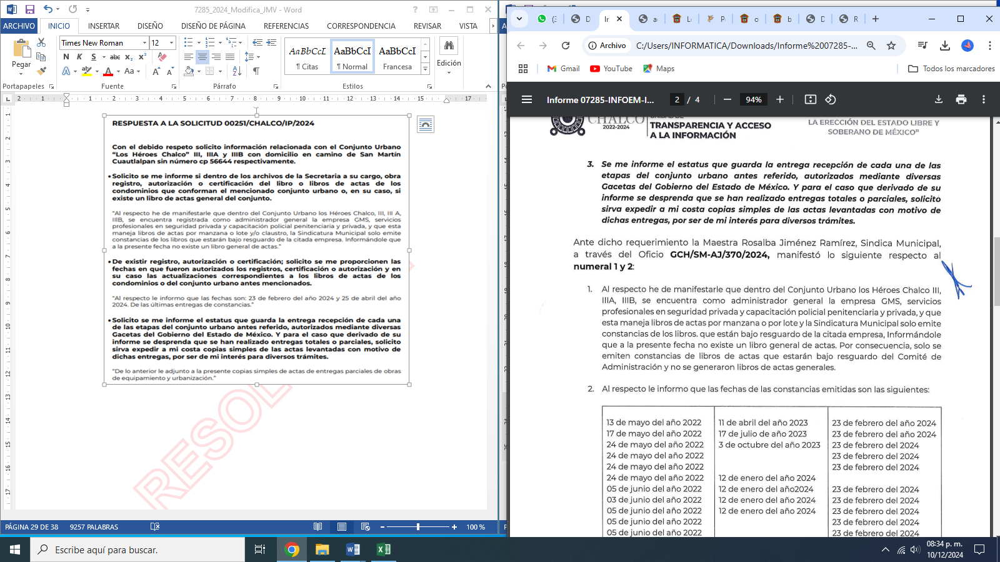 7285_2024_Modifica_JMV - Word
ARCHIVO INICIO INSERTAR DISEÑO DISEÑO DE PÁGINA REFERENCIAS CORRESPONDENCIA REVISAR VISTA
Times New Roman 12
Pegar
N K S abc x₂ x²
A A Aa A A
AaBbCcI AaBbCcI AaBbCcI
¶ Citas ¶ Normal Francesa
Edición
Portapapeles Fuente Párrafo Estilos
2 1 1 2 3 4 5 6 7 8 9 10 11 12 13 14 15 17
RESPUESTA A LA SOLICITUD 00251/CHALCO/IP/2024
Con el debido respeto solicito información relacionada con el Conjunto Urbano
“Los Héroes Chalco” III, IIIA y IIIB con domicilio en camino de San Martín
Cuautlalpan sin número cp 56644 respectivamente.
• Solicito se me informe si dentro de los archivos de la Secretaria a su cargo, obra
registro, autorización o certificación del libro o libros de actas de los
condominios que conforman el mencionado conjunto urbano o, en su caso, si
existe un libro de actas general del conjunto.
“Al respecto he de manifestarle que dentro del Conjunto Urbano los Héroes Chalco, III, III A,
IIIB, se encuentra registrada como administrador general la empresa GMS, servicios
profesionales en seguridad privada y capacitación policial penitenciaria y privada, y que esta
maneja libros de actas por manzana o lote y/o claustro, la Sindicatura Municipal solo emite
constancias de los libros que estarán bajo resguardo de la citada empresa. Informándole que
a la presente fecha no existe un libro general de actas.”
• De existir registro, autorización o certificación; solicito se me proporcionen las
fechas en que fueron autorizados los registros, certificación o autorización y en
su caso las actualizaciones correspondientes a los libros de actas de los
condominios o del conjunto urbano antes mencionados.
“Al respecto le informo que las fechas son: 23 de febrero del año 2024 y 25 de abril del año
2024. De las últimas entregas de constancias.”
• Solicito se me informe el estatus que guarda la entrega recepción de cada una
de las etapas del conjunto urbano antes referido, autorizados mediante diversas
Gacetas del Gobierno del Estado de México. Y para el caso que derivado de su
informe se desprenda que se han realizado entregas totales o parciales, solicito
sirva expedir a mi costa copias simples de las actas levantadas con motivo de
dichas entregas, por ser de mi interés para diversos trámites.
“De lo anterior le adjunto a la presente copias simples de actas de entregas parciales de obras
de equipamiento y urbanización.”
RESOL
PÁGINA 29 DE 38 9257 PALABRAS 100 %
(3 D Ir a L P o b D R
Archivo C:/Users/INFORMATICA/Downloads/Informe%2007285-...
Gmail YouTube Maps Todos los marcadores
Informe 07285-INFOEM-I... 2 / 4 94%
CHALCO
2022-2024
TRANSPARENCIA Y ACCESO
A LA INFORMACIÓN
LA ERECCIÓN DEL ESTADO LIBRE Y
SOBERANO DE MÉXICO"
3. Se me informe el estatus que guarda la entrega recepción de cada una de las
etapas del conjunto urbano antes referido, autorizados mediante diversas
Gacetas del Gobierno del Estado de México. Y para el caso que derivado de su
informe se desprenda que se han realizado entregas totales o parciales, solicito
sirva expedir a mi costa copias simples de las actas levantadas con motivo de
dichas entregas, por ser de mi interés para diversos trámites.
Ante dicho requerimiento la Maestra Rosalba Jiménez Ramírez, Sindica Municipal,
a través del Oficio GCH/SM-AJ/370/2024, manifestó lo siguiente respecto al
numeral 1 y 2:
1. Al respecto he de manifestarle que dentro del Conjunto Urbano los Héroes Chalco III,
IIIA, IIIB, se encuentra como administrador general la empresa GMS, servicios
profesionales en seguridad privada y capacitación policial penitenciaria y privada, y que
esta maneja libros de actas por manzana o por lote y la Sindicatura Municipal solo emite
constancias de los libros. que están bajo resguardo de la citada empresa, Informándole
que a la presente fecha no existe un libro general de actas. Por consecuencia, solo se
emiten constancias de libros de actas que estarán bajo resguardo del Comité de
Administración y no se generaron libros de actas generales.
2. Al respecto le informo que las fechas de las constancias emitidas son las siguientes:
13 de mayo del año 2022 11 de abril del año 2023 23 de febrero del año 2024
17 de mayo del año 2022 17 de julio de año 2023 23 de febrero del año 2024
24 de mayo del año 2022 3 de octubre del año 2023 23 de febrero del 2024
24 de mayo del año 2022 23 de febrero del 2024
24 de mayo del año 2022 23 de febrero del 2024
24 de mayo del año 2022 12 de enero del año 2024
05 de junio del año 2022 12 de enero del año2024 23 de febrero del 2024
03 de junio del año 2022 12 de enero del año 2024 23 de febrero del 2024
05 de junio del año 2022 12 de enero del año 2024 23 de febrero del 2024
05 de junio del año 2022 23 de febrero del 2024
05 de junio del año 2022 23 de febrero del 2024
Escribe aquí para buscar.
08:34 p. m.
10/12/2024